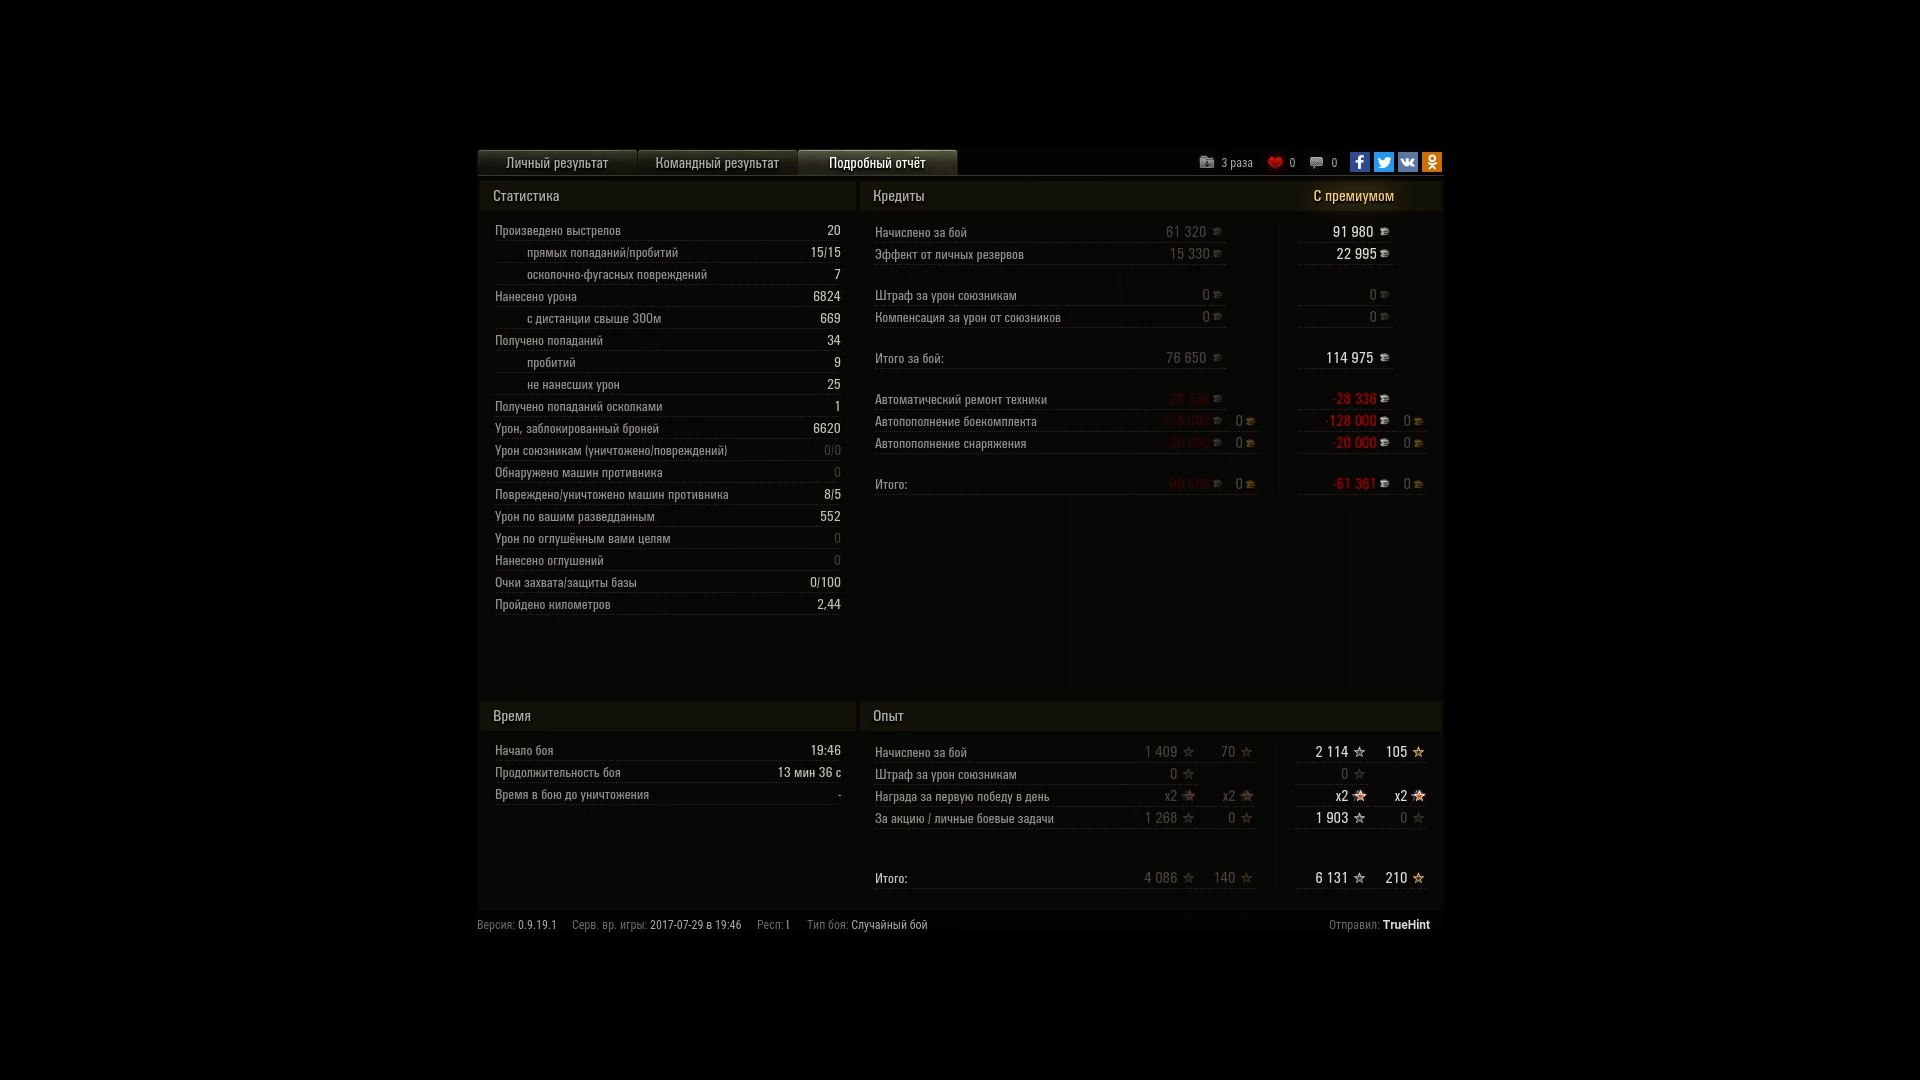 Личный результат Командный результат Подробный отчёт 3 раза 0 0
Статистика
Произведено выстрелов 20
прямых попаданий/пробитий 15/15
осколочно-фугасных повреждений 7
Нанесено урона 6824
с дистанции свыше 300м 669
Получено попаданий 34
пробитий 9
не нанесших урон 25
Получено попаданий осколками 1
Урон, заблокированный броней 6620
Урон союзникам (уничтожено/повреждений) 0/0
Обнаружено машин противника 0
Повреждено/уничтожено машин противника 8/5
Урон по вашим разведданным 552
Урон по оглушённым вами целям 0
Нанесено оглушений 0
Очки захвата/защиты базы 0/100
Пройдено километров 2,44
Кредиты С премиумом
Начислено за бой 61 320 91 980
Эффект от личных резервов 15 330 22 995
Штраф за урон союзникам 0 0
Компенсация за урон от союзников 0 0
Итого за бой: 76 650 114 975
Автоматический ремонт техники -28 336
Автопополнение боекомплекта 0 -128 000 0
Автопополнение снаряжения 0 -20 000 0
Итого: 0 -61 361 0
Время
Начало боя 19:46
Продолжительность боя 13 мин 36 с
Время в бою до уничтожения -
Опыт
Начислено за бой 1 409 70 2 114 105
Штраф за урон союзникам 0 0
Награда за первую победу в день x2 x2 x2 x2
За акцию / личные боевые задачи 1 268 0 1 903 0
Итого: 4 086 140 6 131 210
Версия: 0.9.19.1 Серв. вр. игры: 2017-07-29 в 19:46 Респ: I Тип боя: Случайный бой Отправил: TrueHint